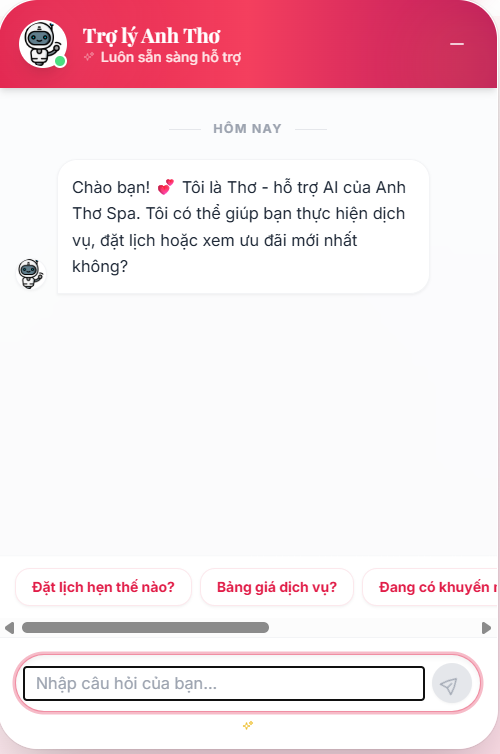 Trợ lý Anh Thơ
Luôn sẵn sàng hỗ trợ
HÔM NAY
Chào bạn! 💕 Tôi là Thơ - hỗ trợ AI của Anh
Thơ Spa. Tôi có thể giúp bạn thực hiện dịch
vụ, đặt lịch hoặc xem ưu đãi mới nhất
không?
Đặt lịch hẹn thế nào?
Bảng giá dịch vụ?
Đang có khuyến
Nhập câu hỏi của bạn...